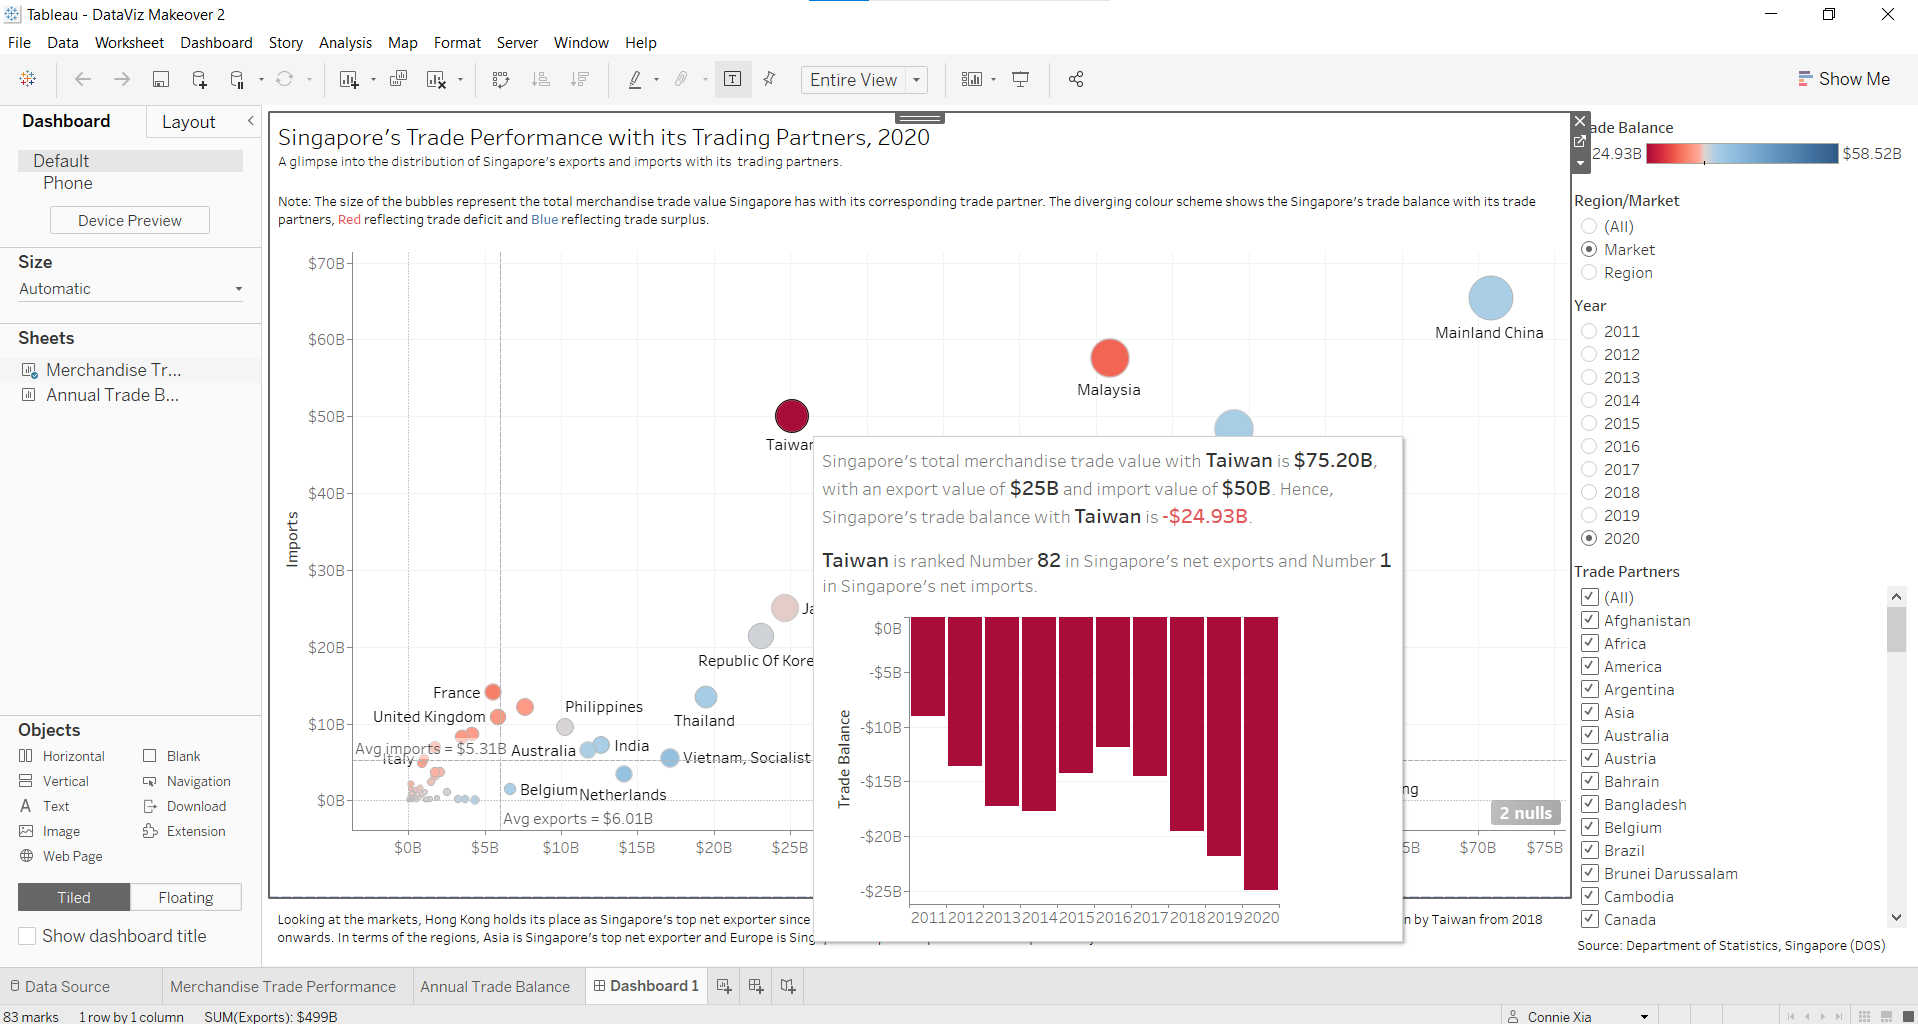 Tableau - DataViz Makeover 2
File Data Worksheet Dashboard Story Analysis Map Format Server Window Help
Entire View
Show Me
Dashboard
Layout
Default
Phone
Device Preview
Size
Automatic
Sheets
Merchandise Tr...
Annual Trade B...
Objects
Horizontal
Blank
Vertical
Navigation
A Text
Download
Image
Extension
Web Page
Tiled
Floating
Show dashboard title
Singapore's Trade Performance with its Trading Partners, 2020
A glimpse into the distribution of Singapore's exports and imports with its trading partners.
Note: The size of the bubbles represent the total merchandise trade value Singapore has with its corresponding trade partner. The diverging colour scheme shows the Singapore's trade balance with its trade
partners, Red reflecting trade deficit and Blue reflecting trade surplus.
Imports
$70B
$60B
$50B
$40B
$30B
$20B
$10B
$0B
Mainland China
Malaysia
Taiwan
Ja
Republic Of Kore
France
United Kingdom
Philippines
Thailand
Avg imports = $5.31B
Australia
India
Italy
Vietnam, Socialist
Belgium
Netherlands
ng
Avg exports = $6.01B
2 nulls
$0B $5B $10B $15B $20B $25B 5B $70B $75B
Singapore's total merchandise trade value with Taiwan is $75.20B,
with an export value of $25B and import value of $50B. Hence,
Singapore's trade balance with Taiwan is -$24.93B.
Taiwan is ranked Number 82 in Singapore's net exports and Number 1
in Singapore's net imports.
Trade Balance
$0B
-$5B
-$10B
-$15B
-$20B
-$25B
2011 2012 2013 2014 2015 2016 2017 2018 2019 2020
Looking at the markets, Hong Kong holds its place as Singapore's top net exporter since
n by Taiwan from 2018
onwards. In terms of the regions, Asia is Singapore's top net exporter and Europe is Sing
ade Balance
24.93B
$58.52B
Region/Market
(All)
Market
Region
Year
2011
2012
2013
2014
2015
2016
2017
2018
2019
2020
Trade Partners
(All)
Afghanistan
Africa
America
Argentina
Asia
Australia
Austria
Bahrain
Bangladesh
Belgium
Brazil
Brunei Darussalam
Cambodia
Canada
Source: Department of Statistics, Singapore (DOS)
Data Source
Merchandise Trade Performance
Annual Trade Balance
Dashboard 1
83 marks 1 row by 1 column SUM(Exports): $499B
Connie Xia